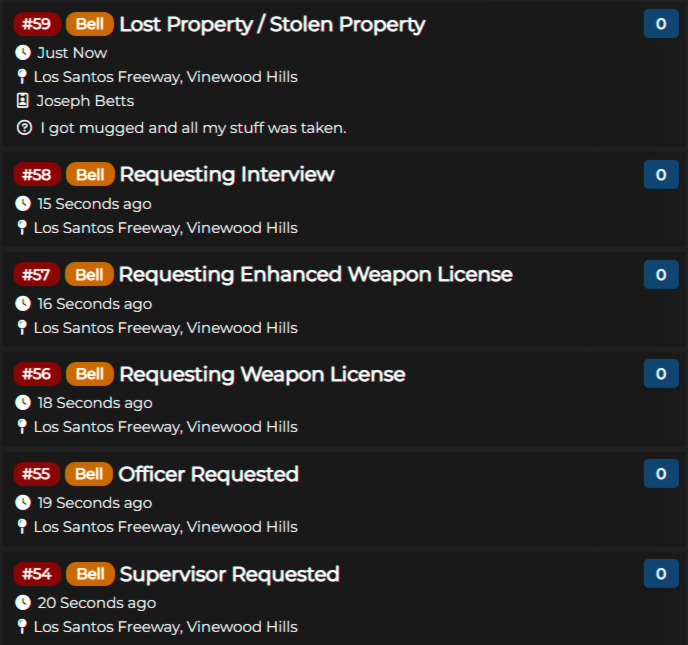 #59 Bell Lost Property / Stolen Property 0
Just Now
Los Santos Freeway, Vinewood Hills
Joseph Betts
I got mugged and all my stuff was taken.
#58 Bell Requesting Interview 0
15 Seconds ago
Los Santos Freeway, Vinewood Hills
#57 Bell Requesting Enhanced Weapon License 0
16 Seconds ago
Los Santos Freeway, Vinewood Hills
#56 Bell Requesting Weapon License 0
18 Seconds ago
Los Santos Freeway, Vinewood Hills
#55 Bell Officer Requested 0
19 Seconds ago
Los Santos Freeway, Vinewood Hills
#54 Bell Supervisor Requested 0
20 Seconds ago
Los Santos Freeway, Vinewood Hills